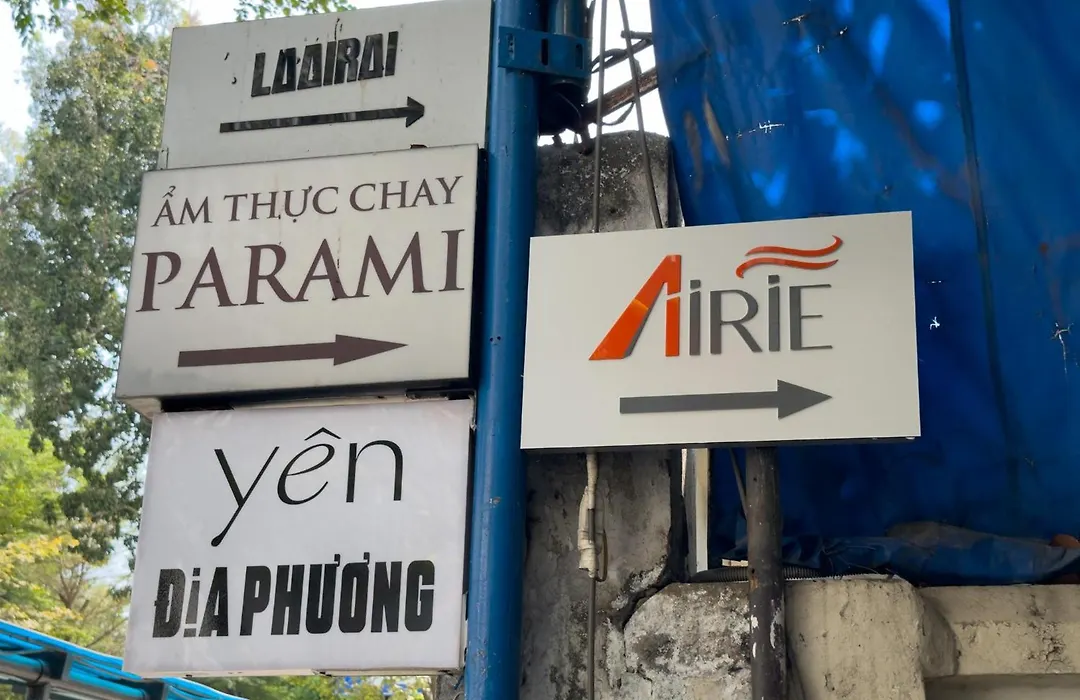 LAAIRAI
ẨM THỰC CHAY
PARAMI
yên
ĐỊA PHƯƠNG
AIRIE